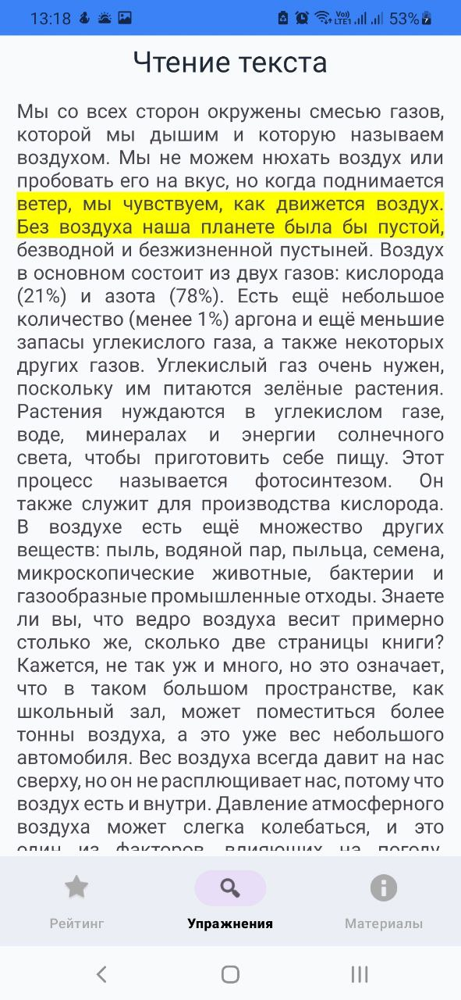 13:18
Vo))
LTE1
53%
Чтение текста
Мы со всех сторон окружены смесью газов,
которой мы дышим и которую называем
воздухом. Мы не можем нюхать воздух или
пробовать его на вкус, но когда поднимается
ветер, мы чувствуем, как движется воздух.
Без воздуха наша планете была бы пустой,
безводной и безжизненной пустыней. Воздух
в основном состоит из двух газов: кислорода
(21%) и азота (78%). Есть ещё небольшое
количество (менее 1%) аргона и ещё меньшие
запасы углекислого газа, а также некоторых
других газов. Углекислый газ очень нужен,
поскольку им питаются зелёные растения.
Растения нуждаются в углекислом газе,
воде, минералах и энергии солнечного
света, чтобы приготовить себе пищу. Этот
процесс называется фотосинтезом. Он
также служит для производства кислорода.
В воздухе есть ещё множество других
веществ: пыль, водяной пар, пыльца, семена,
микроскопические животные, бактерии и
газообразные промышленные отходы. Знаете
ли вы, что ведро воздуха весит примерно
столько же, сколько две страницы книги?
Кажется, не так уж и много, но это означает,
что в таком большом пространстве, как
школьный зал, может поместиться более
тонны воздуха, а это уже вес небольшого
автомобиля. Вес воздуха всегда давит на нас
сверху, но он не расплющивает нас, потому что
воздух есть и внутри. Давление атмосферного
воздуха может слегка колебаться, и это
один из факторов, влияющих на погоду.
Рейтинг
Упражнения
Материалы